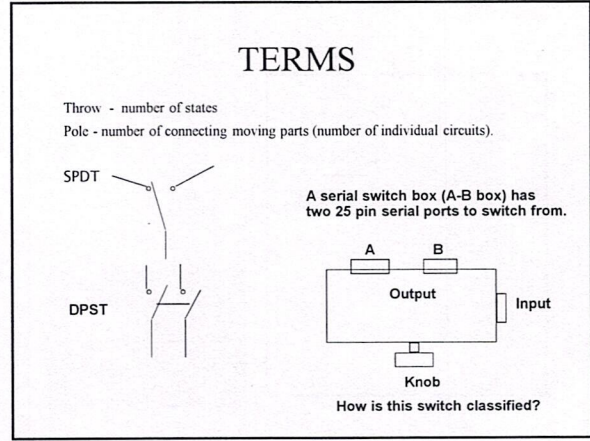 TERMS
Throw - number of states
Pole - number of connecting moving parts (number of individual circuits).
SPDT
A serial switch box (A-B box) has
two 25 pin serial ports to switch from.
A B
Output
Input
DPST
Knob
How is this switch classified?